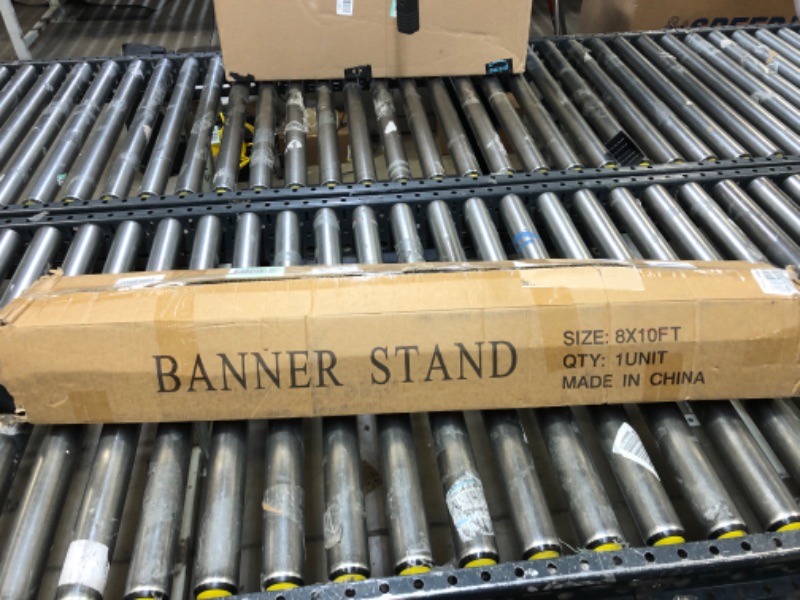 BANNER STAND
SIZE: 8X10FT
QTY: 1UNIT
MADE IN CHINA